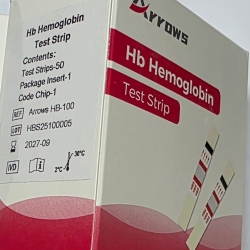 Hb Hemoglobin
Test Strip
Contents:
Test Strips-50
Package Insert-1
Code Chip-1
REF Arrows HB-100
LOT HBS25100005
2027-09
IVD
2°C
30°C
ARROWS
Hb Hemoglobin
Test Strip